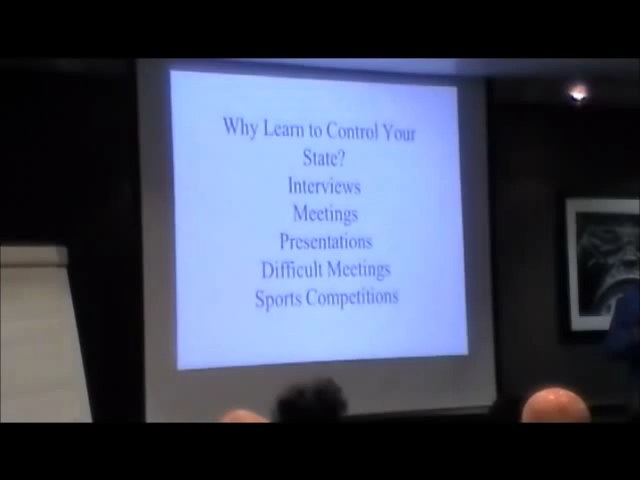 Why Learn to Control Your
State?
Interviews
Meetings
Presentations
Difficult Meetings
Sports Competitions